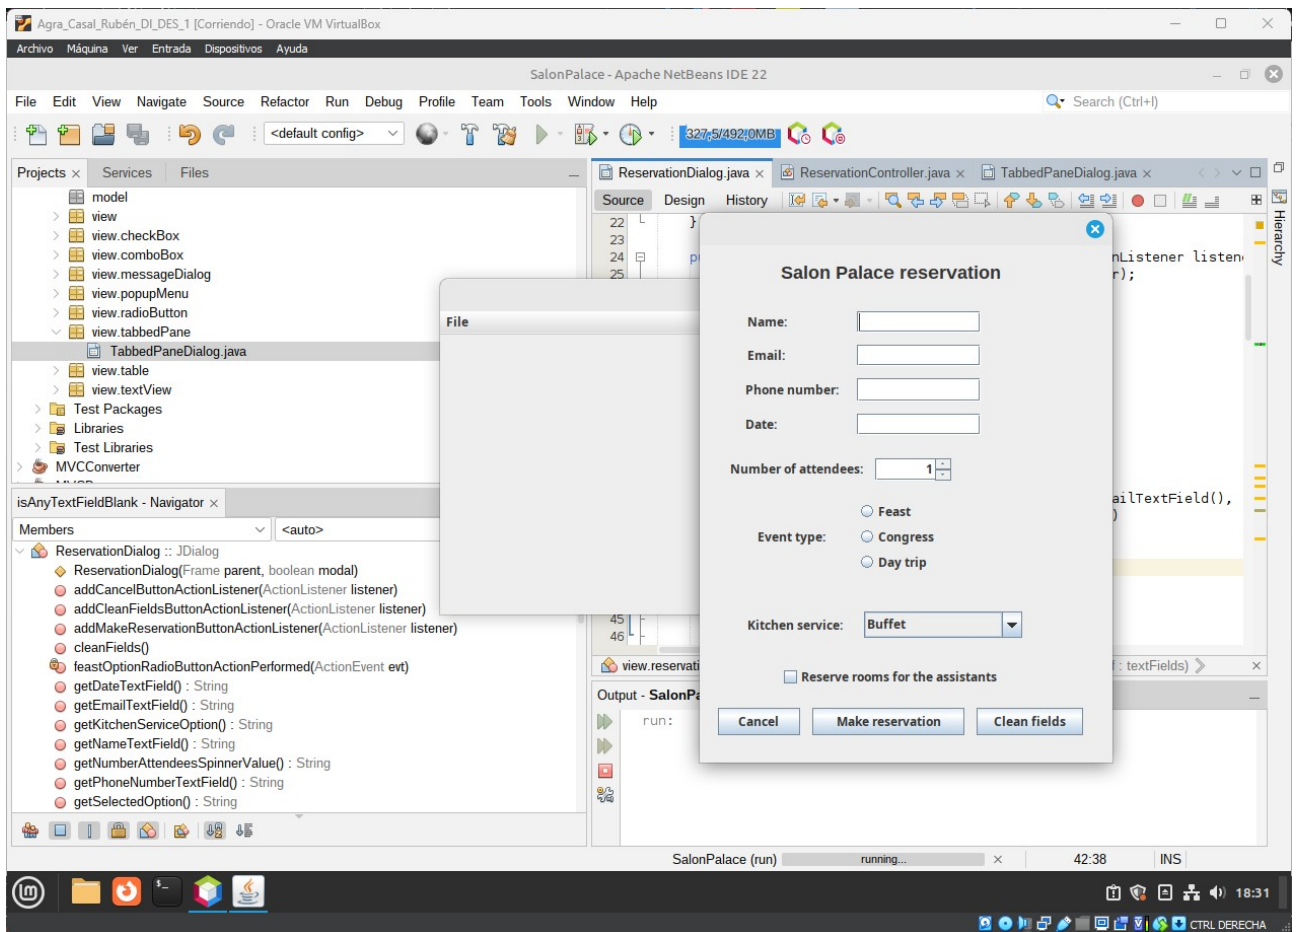 Agra_Casal_Rubén_DI_DES_1 [Corriendo] - Oracle VM VirtualBox
Archivo Máquina Ver Entrada Dispositivos Ayuda
SalonPalace - Apache NetBeans IDE 22
File Edit View Navigate Source Refactor Run Debug Profile Team Tools Window Help
Search (Ctrl+I)
<default config>
327,5/492,0MB
Projects Services Files
model
view
view.checkBox
view.comboBox
view.messageDialog
view.popupMenu
view.radioButton
view.tabbedPane
TabbedPaneDialog.java
view.table
view.textView
Test Packages
Libraries
Test Libraries
MVCConverter
isAnyTextFieldBlank - Navigator
Members <auto>
ReservationDialog :: JDialog
ReservationDialog(Frame parent, boolean modal)
addCancelButtonActionListener(ActionListener listener)
addCleanFieldsButtonActionListener(ActionListener listener)
addMakeReservationButtonActionListener(ActionListener listener)
cleanFields()
feastOptionRadioButtonActionPerformed(ActionEvent evt)
getDateTextField() : String
getEmailTextField() : String
getKitchenServiceOption() : String
getNameTextField() : String
getNumberAttendeesSpinnerValue() : String
getPhoneNumberTextField() : String
getSelectedOption() : String
ReservationDialog.java ReservationController.java TabbedPaneDialog.java
Source Design History
Hierarchy
22 }
23
24 nListener listen
25 r);
ailTextField(),
)
45
46
view.reservati : textFields)
Output - SalonPa
run:
File
Salon Palace reservation
Name:
Email:
Phone number:
Date:
Number of attendees: 1
Event type:
Feast
Congress
Day trip
Kitchen service: Buffet
Reserve rooms for the assistants
Cancel Make reservation Clean fields
SalonPalace (run) running... 42:38 INS
18:31
CTRL DERECHA